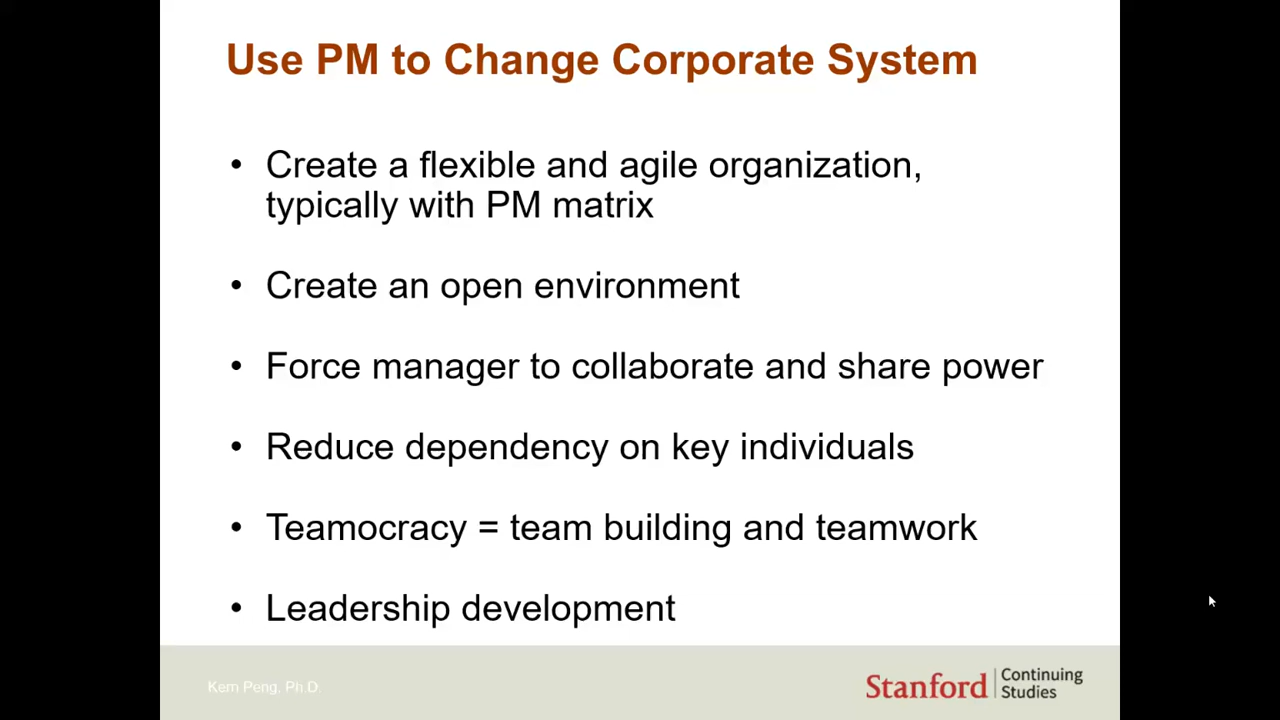 Use PM to Change Corporate System
• Create a flexible and agile organization,
typically with PM matrix
• Create an open environment
• Force manager to collaborate and share power
• Reduce dependency on key individuals
• Teamocracy = team building and teamwork
• Leadership development
Kern Peng, Ph.D.
Stanford
Continuing
Studies